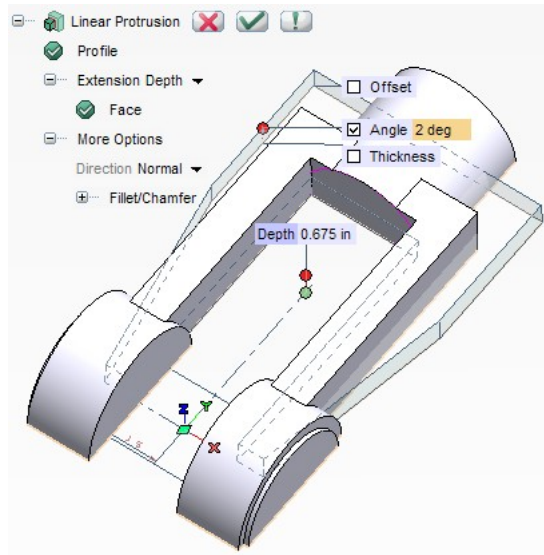 Linear Protrusion
Profile
Extension Depth
Offset
Face
Angle 2 deg
More Options
Thickness
Direction Normal
Fillet/Chamfer
Depth 0.675 in
Z
Y
X